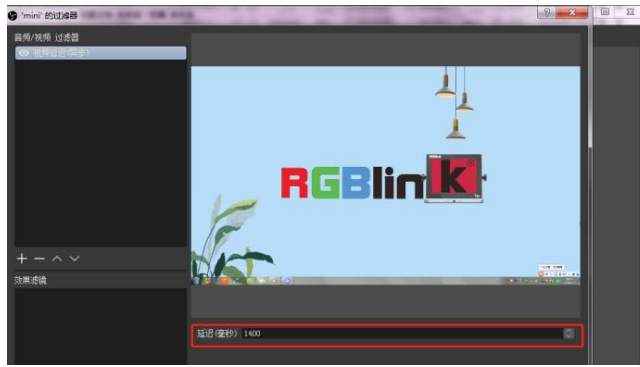 'mini' 的过滤器
音频/视频 过滤器
视频延迟(异步)
RGBlink
效果滤镜
延迟(毫秒) 1400